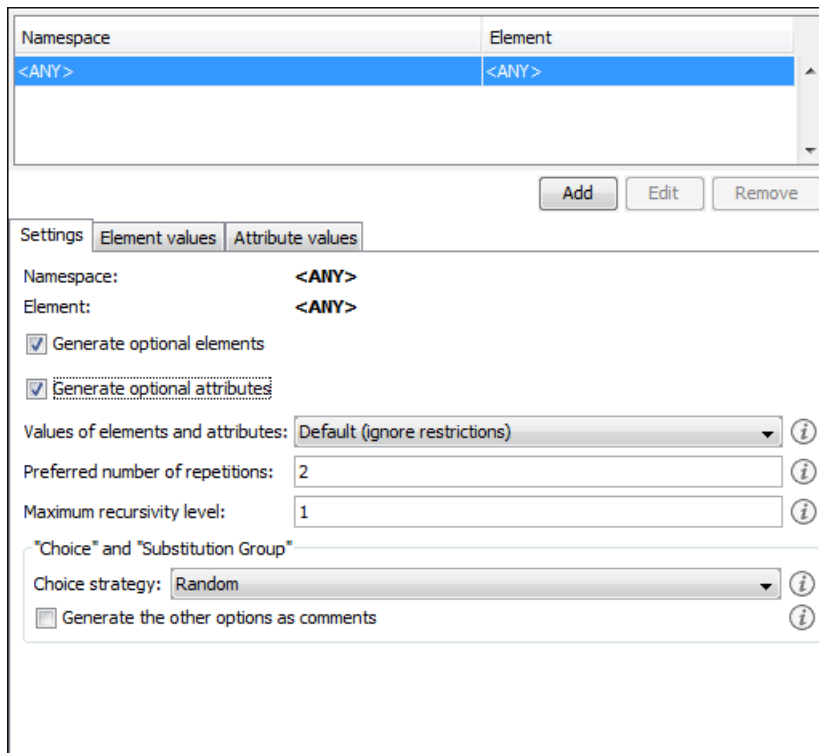 Namespace Element
<ANY> <ANY>
Add Edit Remove
Settings Element values Attribute values
Namespace: <ANY>
Element: <ANY>
Generate optional elements
Generate optional attributes
Values of elements and attributes: Default (ignore restrictions)
Preferred number of repetitions: 2
Maximum recursivity level: 1
"Choice" and "Substitution Group"
Choice strategy: Random
Generate the other options as comments